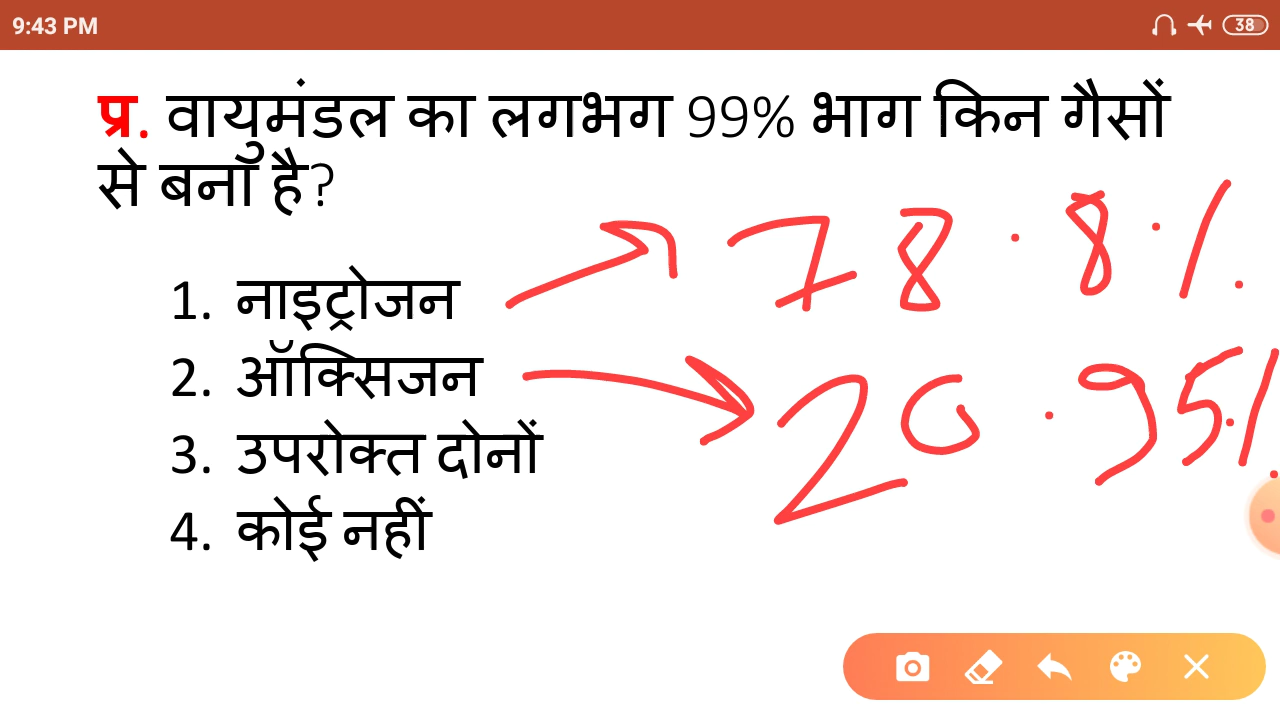 9:43 PM
38
प्र. वायुमंडल का लगभग 99% भाग किन गैसों
से बना है?
1. नाइट्रोजन
78.8%
2. ऑक्सिजन
20.95%
3. उपरोक्त दोनों
4. कोई नहीं